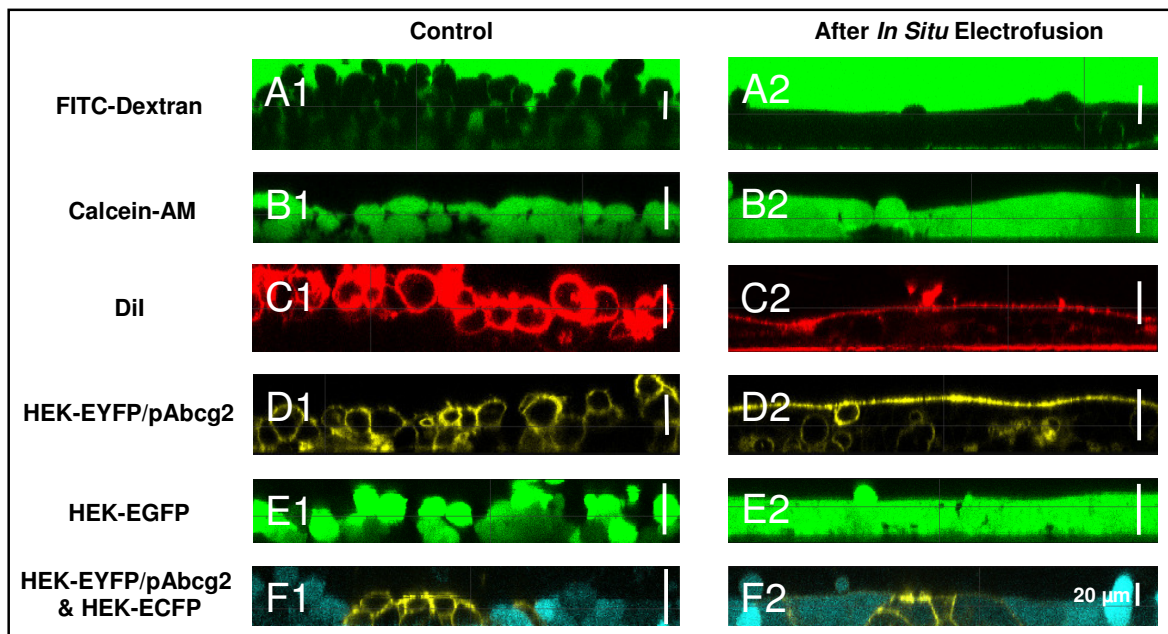 Control After In Situ Electrofusion
FITC-Dextran A1 A2
Calcein-AM B1 B2
DiI C1 C2
HEK-EYFP/pAbcg2 D1 D2
HEK-EGFP E1 E2
HEK-EYFP/pAbcg2
& HEK-ECFP F1 F2 20 µm